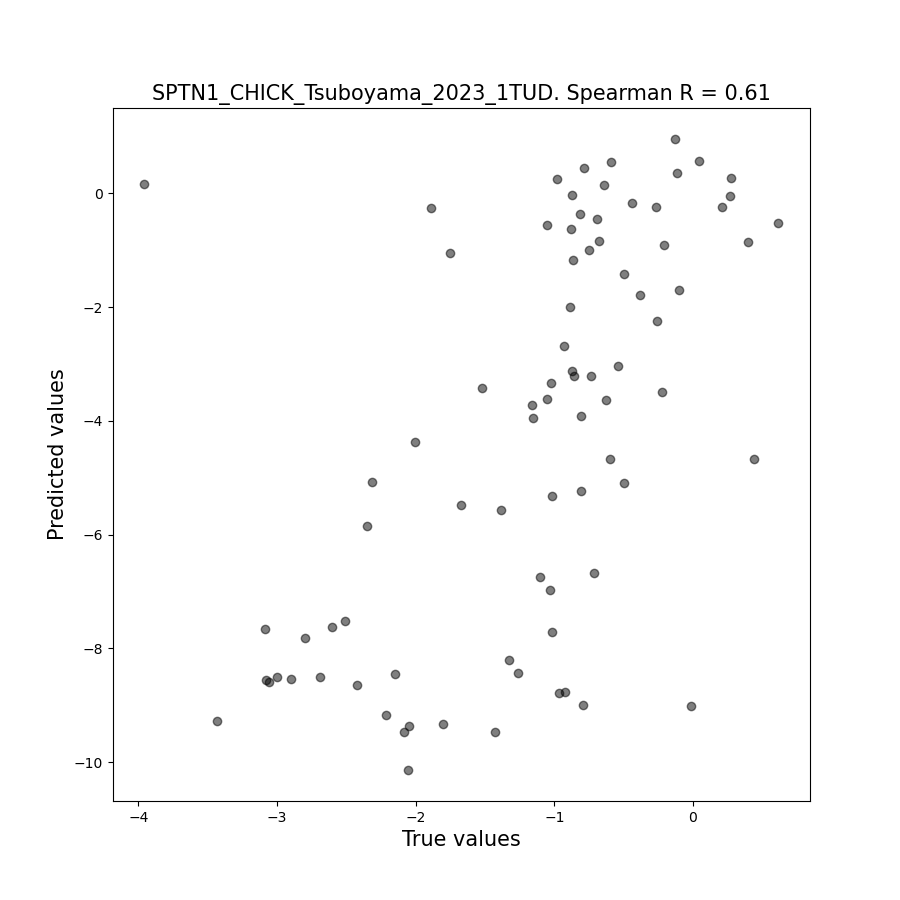 SPTN1_CHICK_Tsuboyama_2023_1TUD. Spearman R = 0.61
0
−2
−4
−6
−8
−10
Predicted values
−4 −3 −2 −1 0
True values